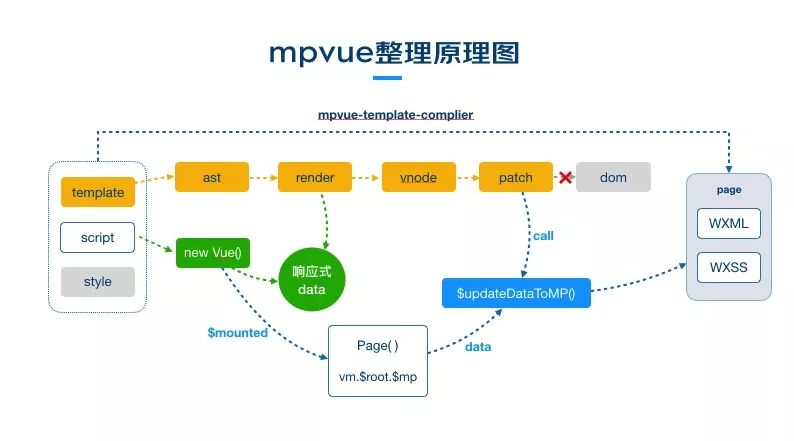 mpvue整理原理图
mpvue-template-complier
template
ast
render
vnode
patch
dom
script
style
new Vue()
响应式
data
call
$updateDataToMP()
$mounted
Page( )
vm.$root.$mp
data
page
WXML
WXSS